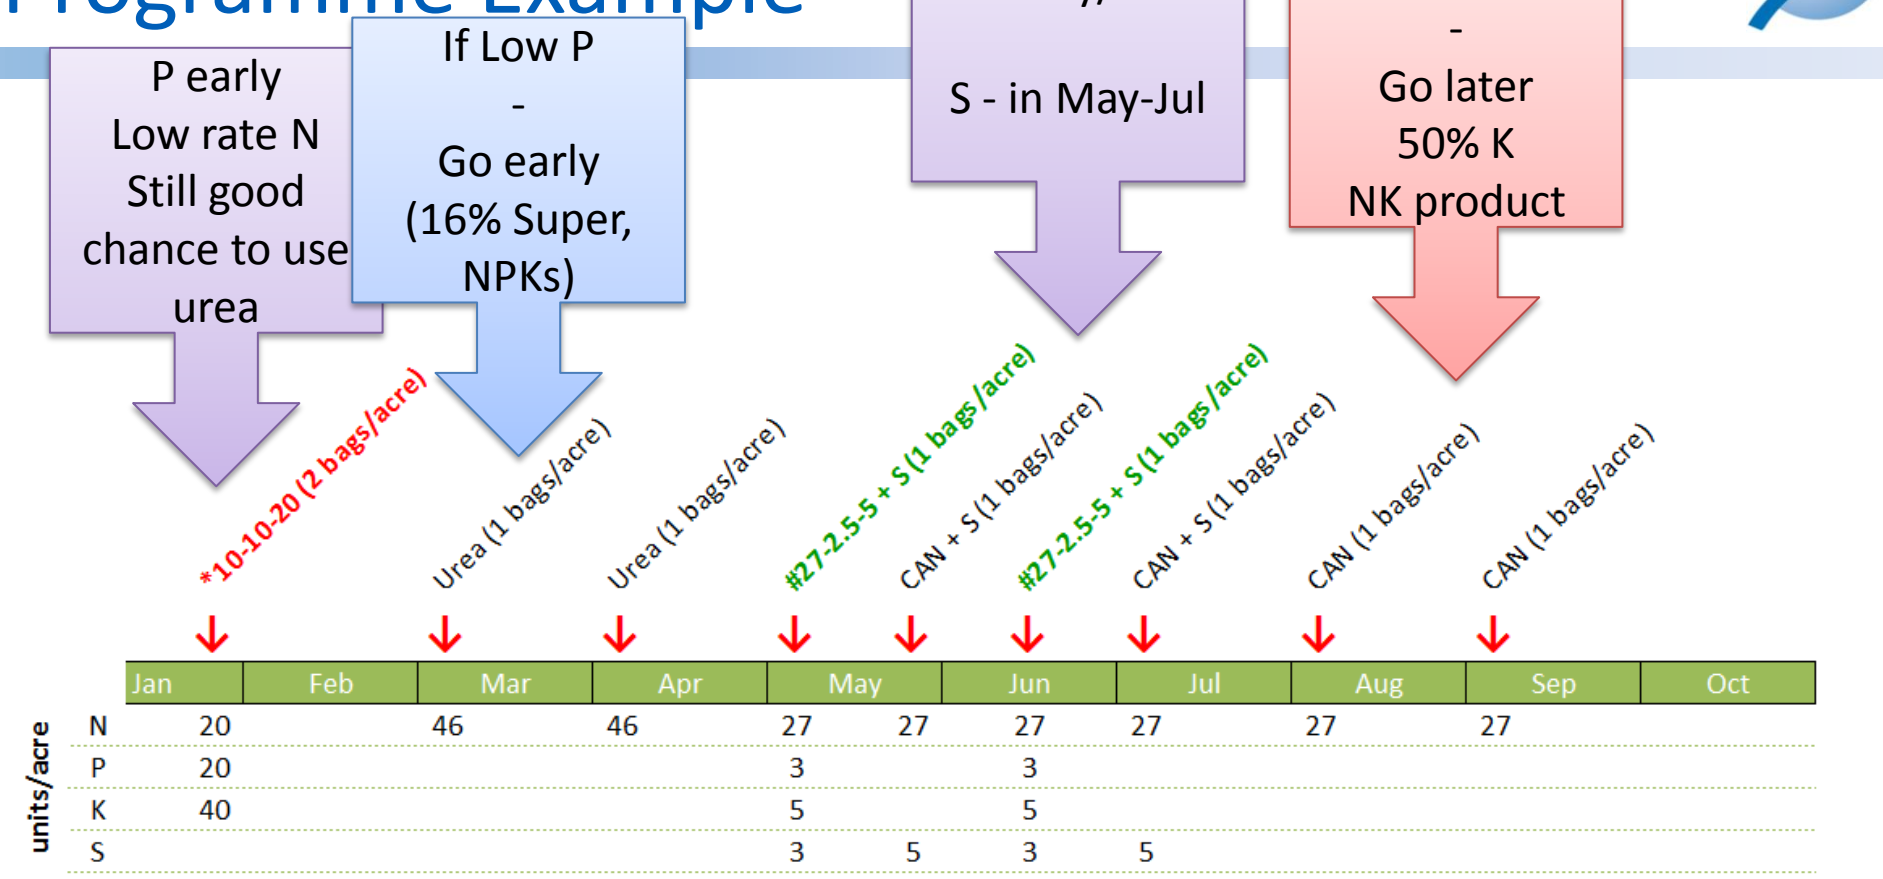 Programme Example
P early
Low rate N
Still good
chance to use
urea
If Low P
-
Go early
(16% Super,
NPKs)
S - in May-Jul
-
Go later
50% K
NK product
*10-10-20 (2 bags/acre)
Urea (1 bags/acre)
Urea (1 bags/acre)
#27-2.5-5 + S (1 bags/acre)
CAN + S (1 bags/acre)
#27-2.5-5 + S (1 bags/acre)
CAN + S (1 bags/acre)
CAN (1 bags/acre)
CAN (1 bags/acre)
Jan Feb Mar Apr May Jun Jul Aug Sep Oct
units/acre
N 20 46 46 27 27 27 27 27 27
P 20 3 3
K 40 5 5
S 3 5 3 5